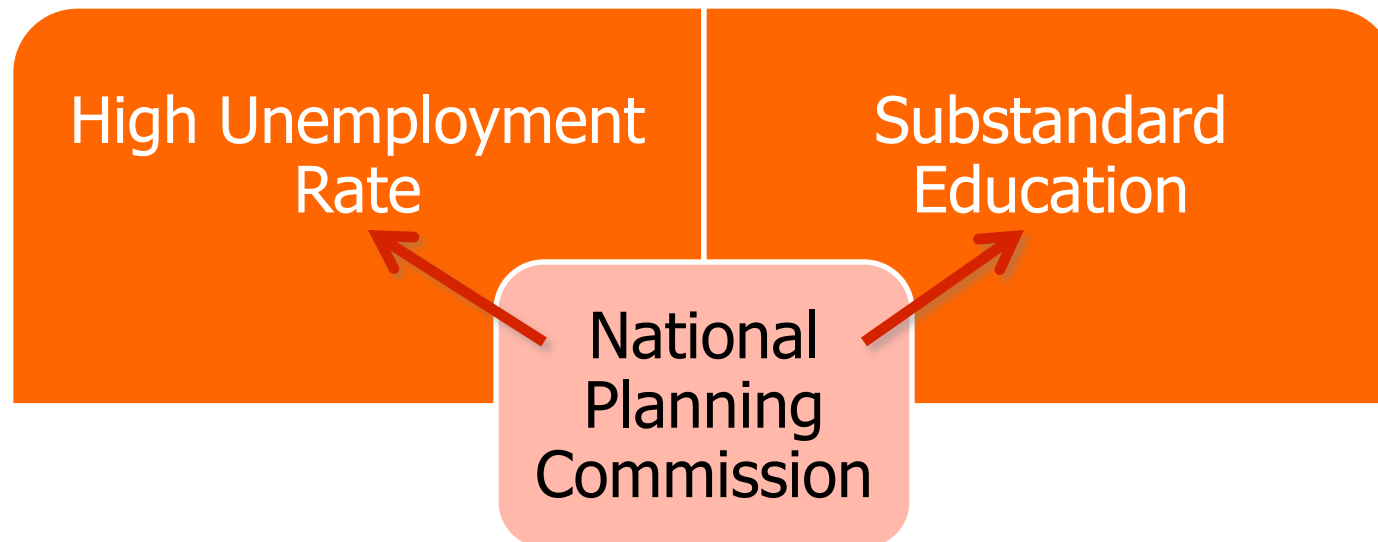 High Unemployment
Rate
Substandard
Education
National
Planning
Commission